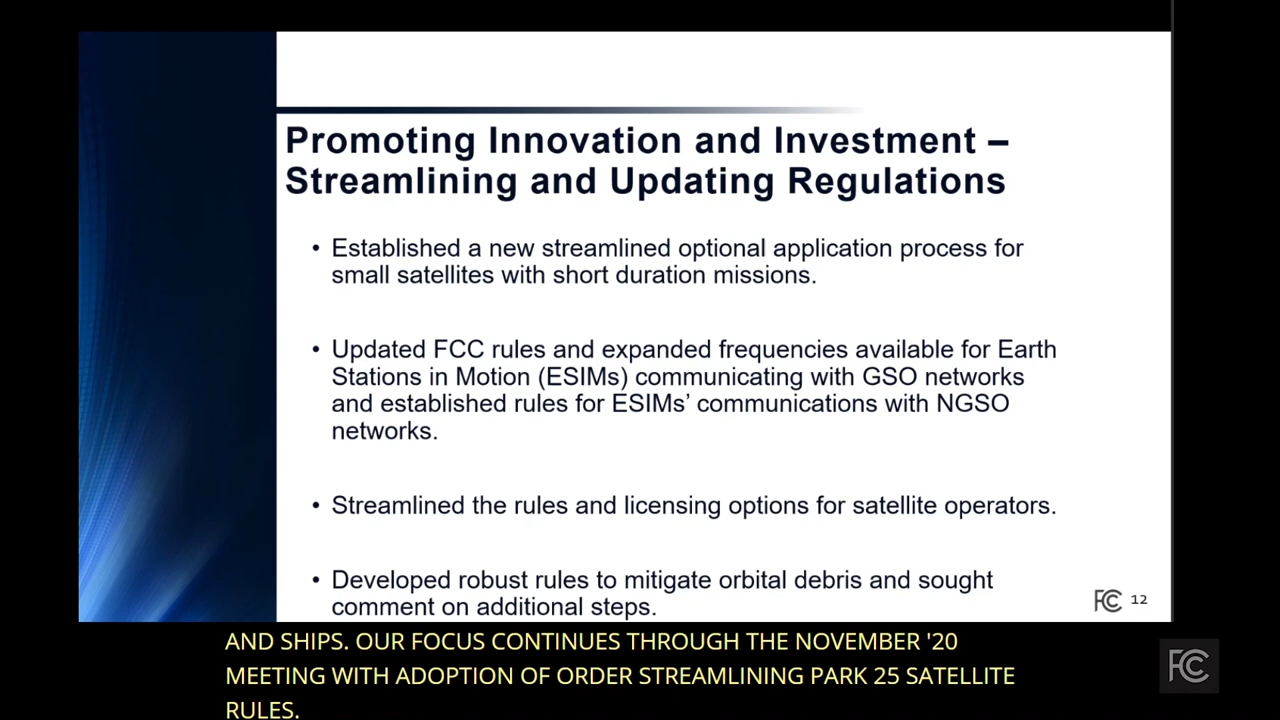 Promoting Innovation and Investment –
Streamlining and Updating Regulations
• Established a new streamlined optional application process for
small satellites with short duration missions.
• Updated FCC rules and expanded frequencies available for Earth
Stations in Motion (ESIMs) communicating with GSO networks
and established rules for ESIMs’ communications with NGSO
networks.
• Streamlined the rules and licensing options for satellite operators.
• Developed robust rules to mitigate orbital debris and sought
comment on additional steps.
FCC 12
AND SHIPS. OUR FOCUS CONTINUES THROUGH THE NOVEMBER '20
MEETING WITH ADOPTION OF ORDER STREAMLINING PARK 25 SATELLITE
RULES.
FCC